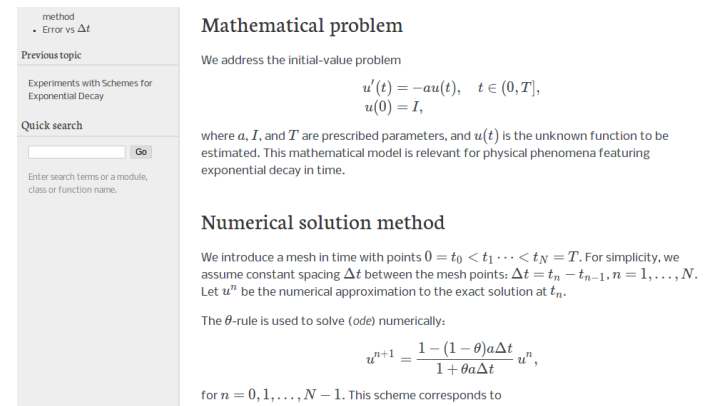 method
• Error vs Δt
Previous topic
Experiments with Schemes for
Exponential Decay
Quick search
Go
Enter search terms or a module,
class or function name.
Mathematical problem
We address the initial-value problem
u′(t) = −au(t), t ∈ (0, T],
u(0) = I,
where a, I, and T are prescribed parameters, and u(t) is the unknown function to be
estimated. This mathematical model is relevant for physical phenomena featuring
exponential decay in time.
Numerical solution method
We introduce a mesh in time with points 0 = t₀ < t₁ ⋯ < t_N = T. For simplicity, we
assume constant spacing Δt between the mesh points: Δt = tₙ − tₙ₋₁, n = 1, …, N.
Let uⁿ be the numerical approximation to the exact solution at tₙ.
The θ-rule is used to solve (ode) numerically:
uⁿ⁺¹ = (1 − (1 − θ)aΔt)/(1 + θaΔt) uⁿ,
for n = 0, 1, …, N − 1. This scheme corresponds to